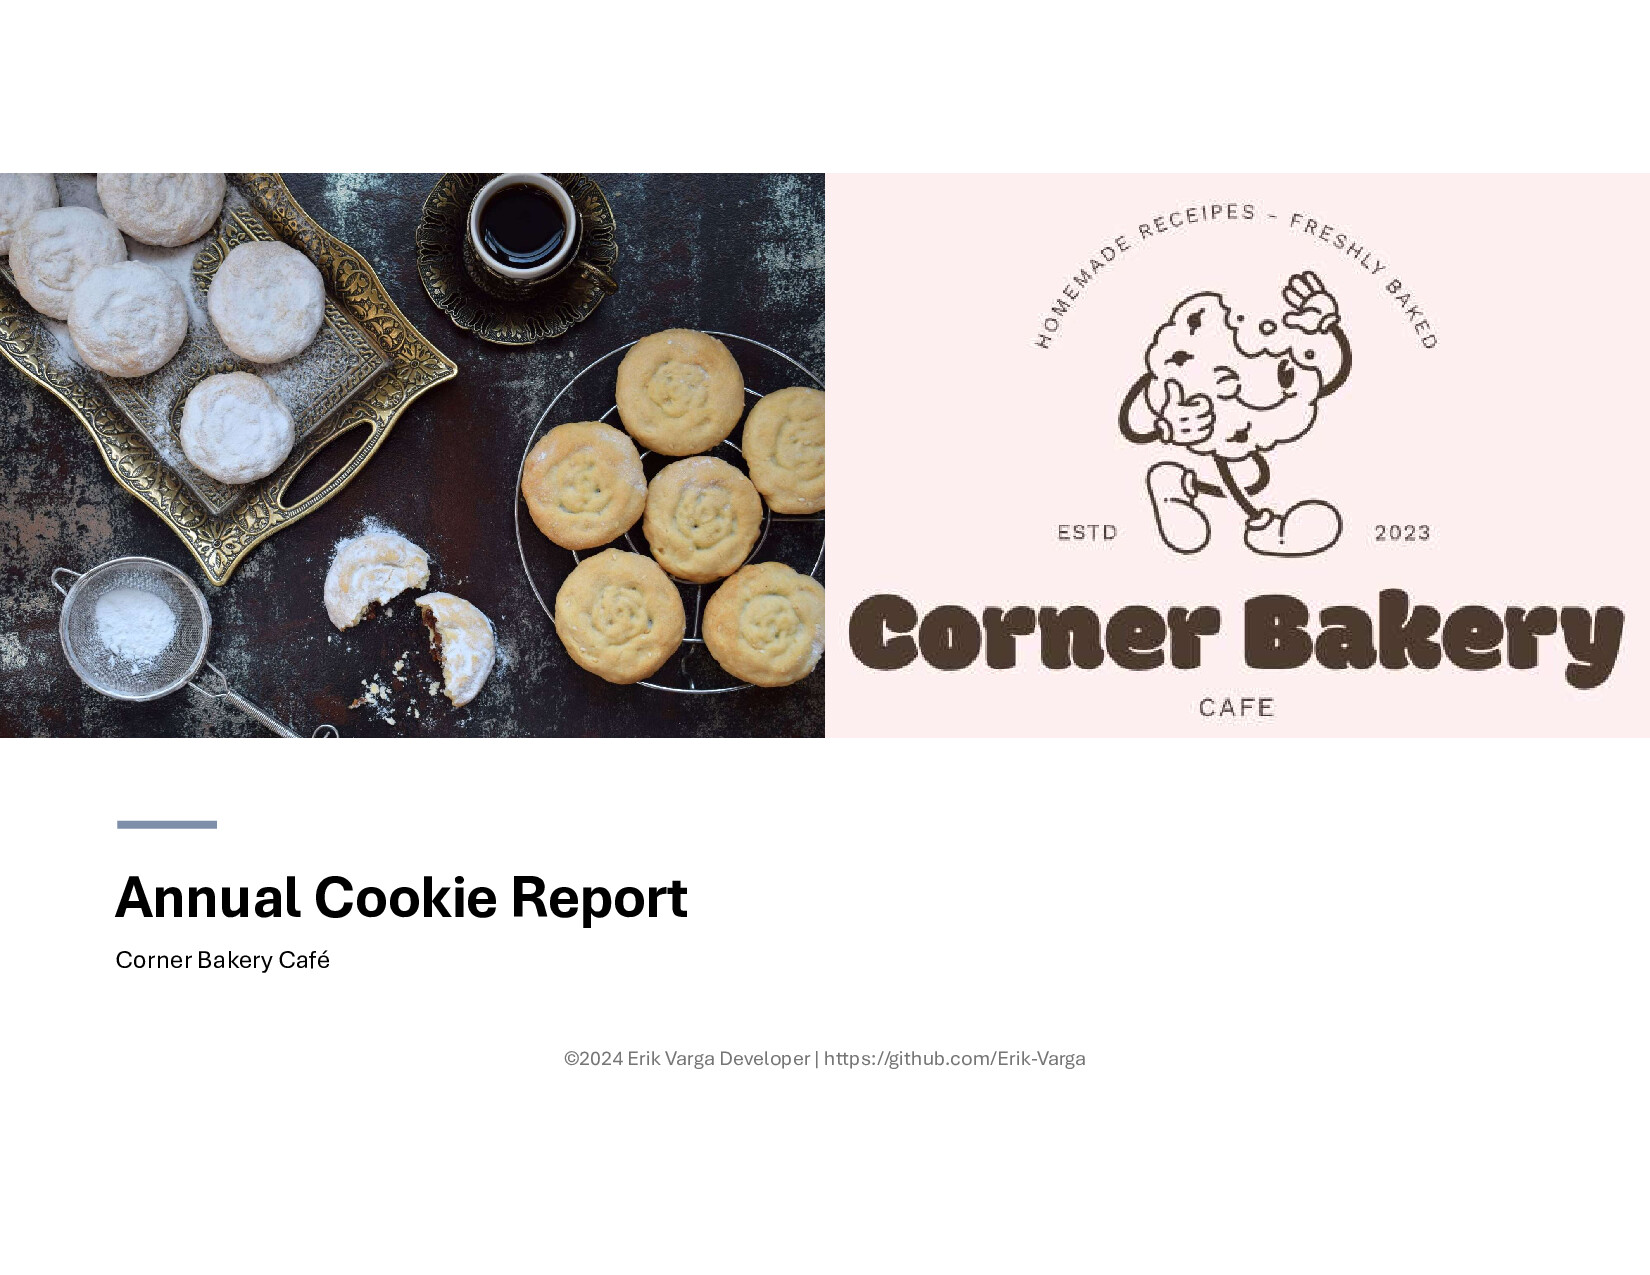 HOMEMADE RECEIPES - FRESHLY BAKED
ESTD 2023
Corner Bakery
CAFE
Annual Cookie Report
Corner Bakery Café
©2024 Erik Varga Developer | https://github.com/Erik-Varga